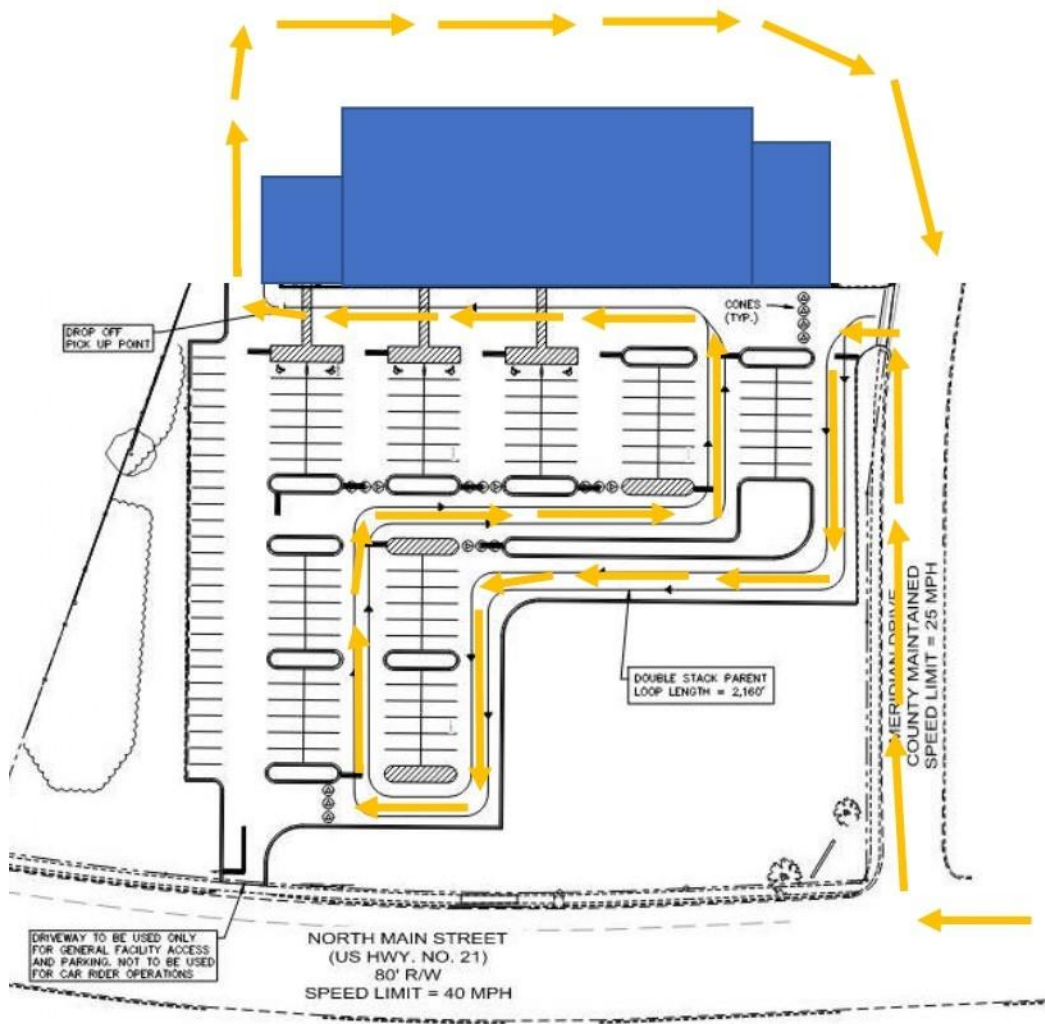 CONES
(TYP.)
DROP OFF
PICK UP POINT
DOUBLE STACK PARENT
LOOP LENGTH = 2,160'
MERIDIAN DRIVE
COUNTY MAINTAINED
SPEED LIMIT = 25 MPH
DRIVEWAY TO BE USED ONLY
FOR GENERAL FACILITY ACCESS
AND PARKING. NOT TO BE USED
FOR CAR RIDER OPERATIONS
NORTH MAIN STREET
(US HWY. NO. 21)
80' R/W
SPEED LIMIT = 40 MPH